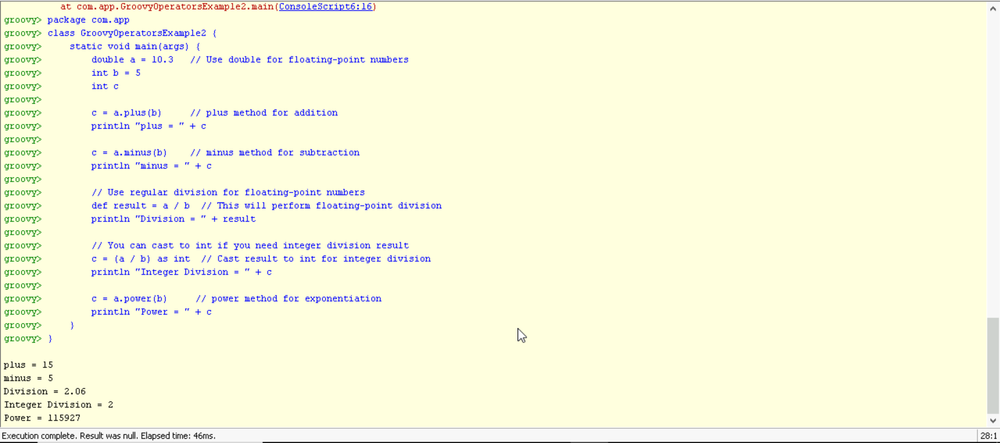 at com.app.GroovyOperatorsExample2.main(ConsoleScript6:16)
groovy> package com.app
groovy> class GroovyOperatorsExample2 {
groovy>     static void main(args) {
groovy>         double a = 10.3   // Use double for floating-point numbers
groovy>         int b = 5
groovy>         int c
groovy>
groovy>         c = a.plus(b)     // plus method for addition
groovy>         println "plus = " + c
groovy>
groovy>         c = a.minus(b)    // minus method for subtraction
groovy>         println "minus = " + c
groovy>
groovy>         // Use regular division for floating-point numbers
groovy>         def result = a / b  // This will perform floating-point division
groovy>         println "Division = " + result
groovy>
groovy>         // You can cast to int if you need integer division result
groovy>         c = (a / b) as int  // Cast result to int for integer division
groovy>         println "Integer Division = " + c
groovy>
groovy>         c = a.power(b)     // power method for exponentiation
groovy>         println "Power = " + c
groovy>     }
groovy> }
plus = 15
minus = 5
Division = 2.06
Integer Division = 2
Power = 115927
Execution complete. Result was null. Elapsed time: 46ms. 28:1